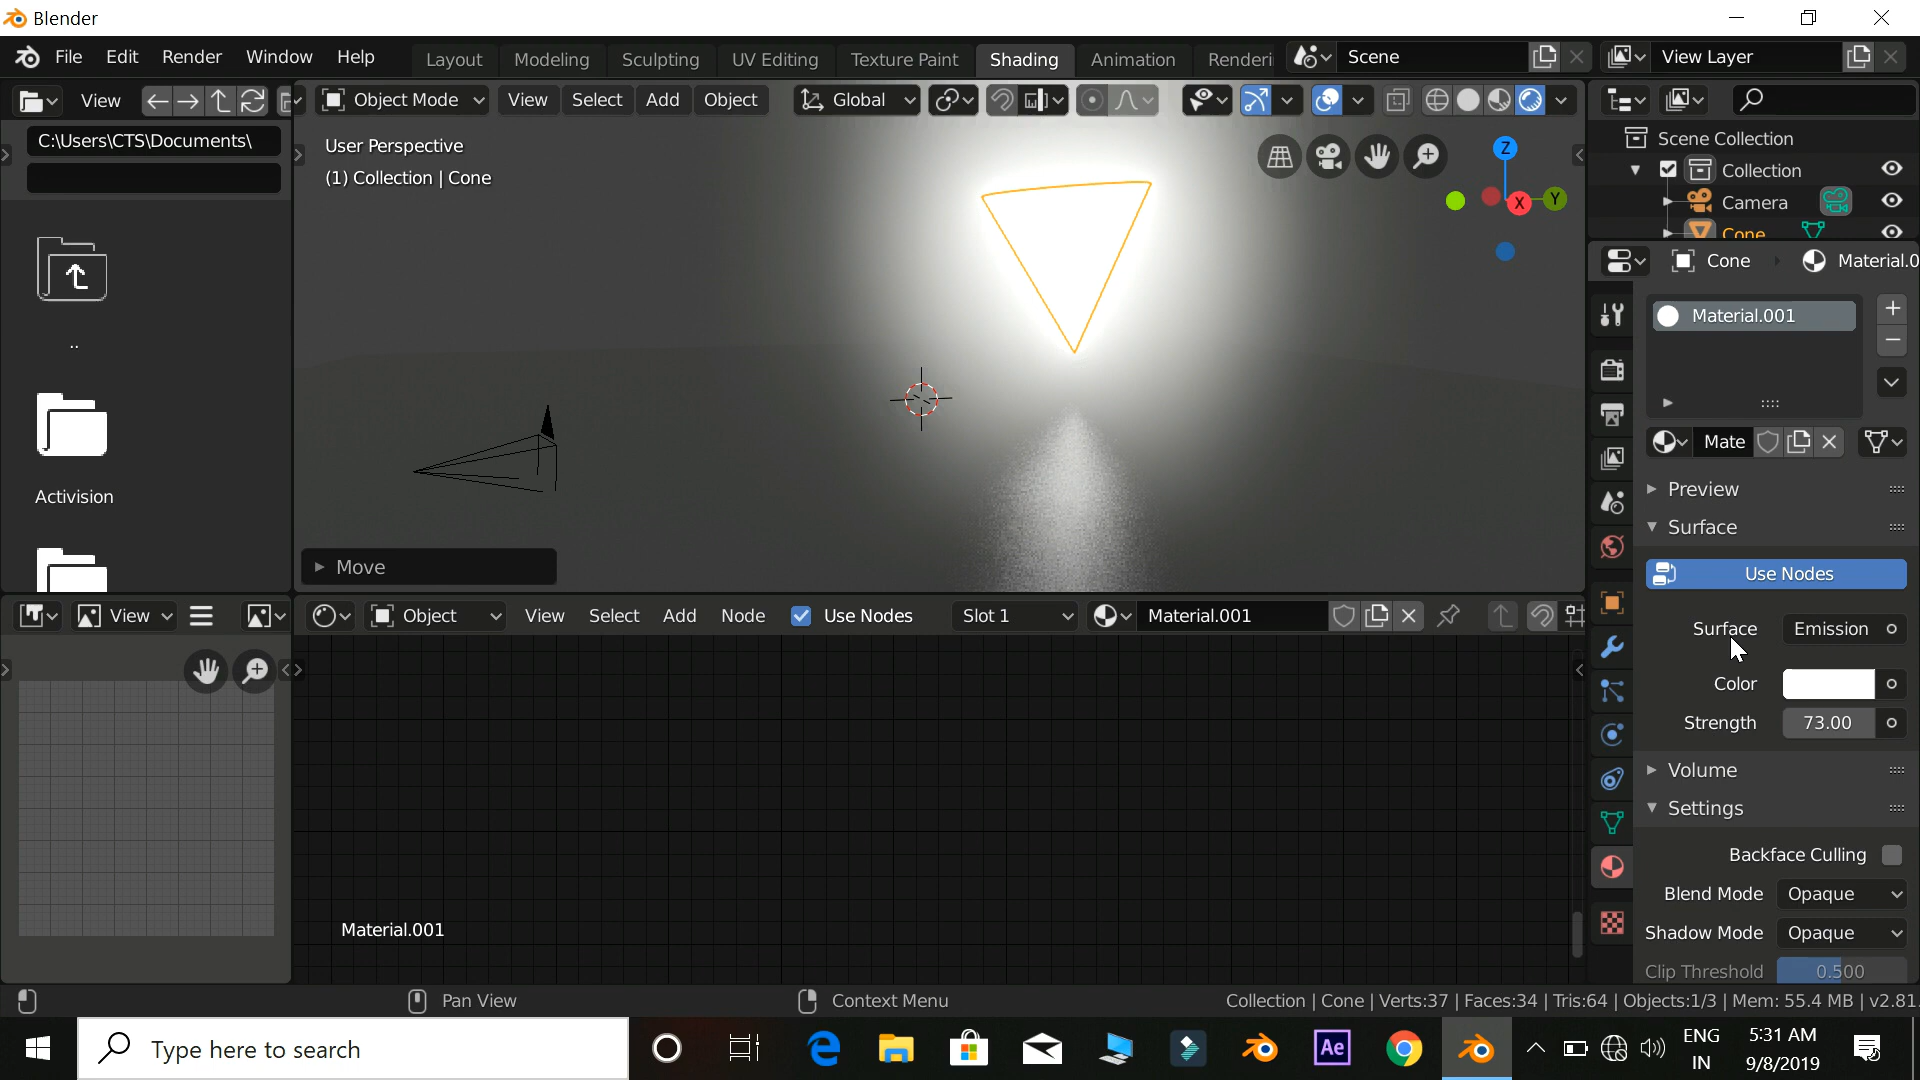 Blender
File Edit Render Window Help
Layout Modeling Sculpting UV Editing Texture Paint Shading Animation Renderi
Scene
View Layer
View
Object Mode
View Select Add Object
Global
C:\Users\CTS\Documents\
User Perspective
(1) Collection | Cone
Z
X
Y
Scene Collection
Collection
Camera
Cone
Cone
Material.0
Material.001
..
Activision
Mate
Preview
Surface
Use Nodes
Surface Emission
Color
Strength 73.00
Volume
Settings
Backface Culling
Blend Mode Opaque
Shadow Mode Opaque
Clip Threshold 0.500
Move
View
Object
View Select Add Node
Use Nodes
Slot 1
Material.001
Material.001
Pan View
Context Menu
Collection | Cone | Verts:37 | Faces:34 | Tris:64 | Objects:1/3 | Mem: 55.4 MB | v2.81
Type here to search
Ae
ENG
IN
5:31 AM
9/8/2019